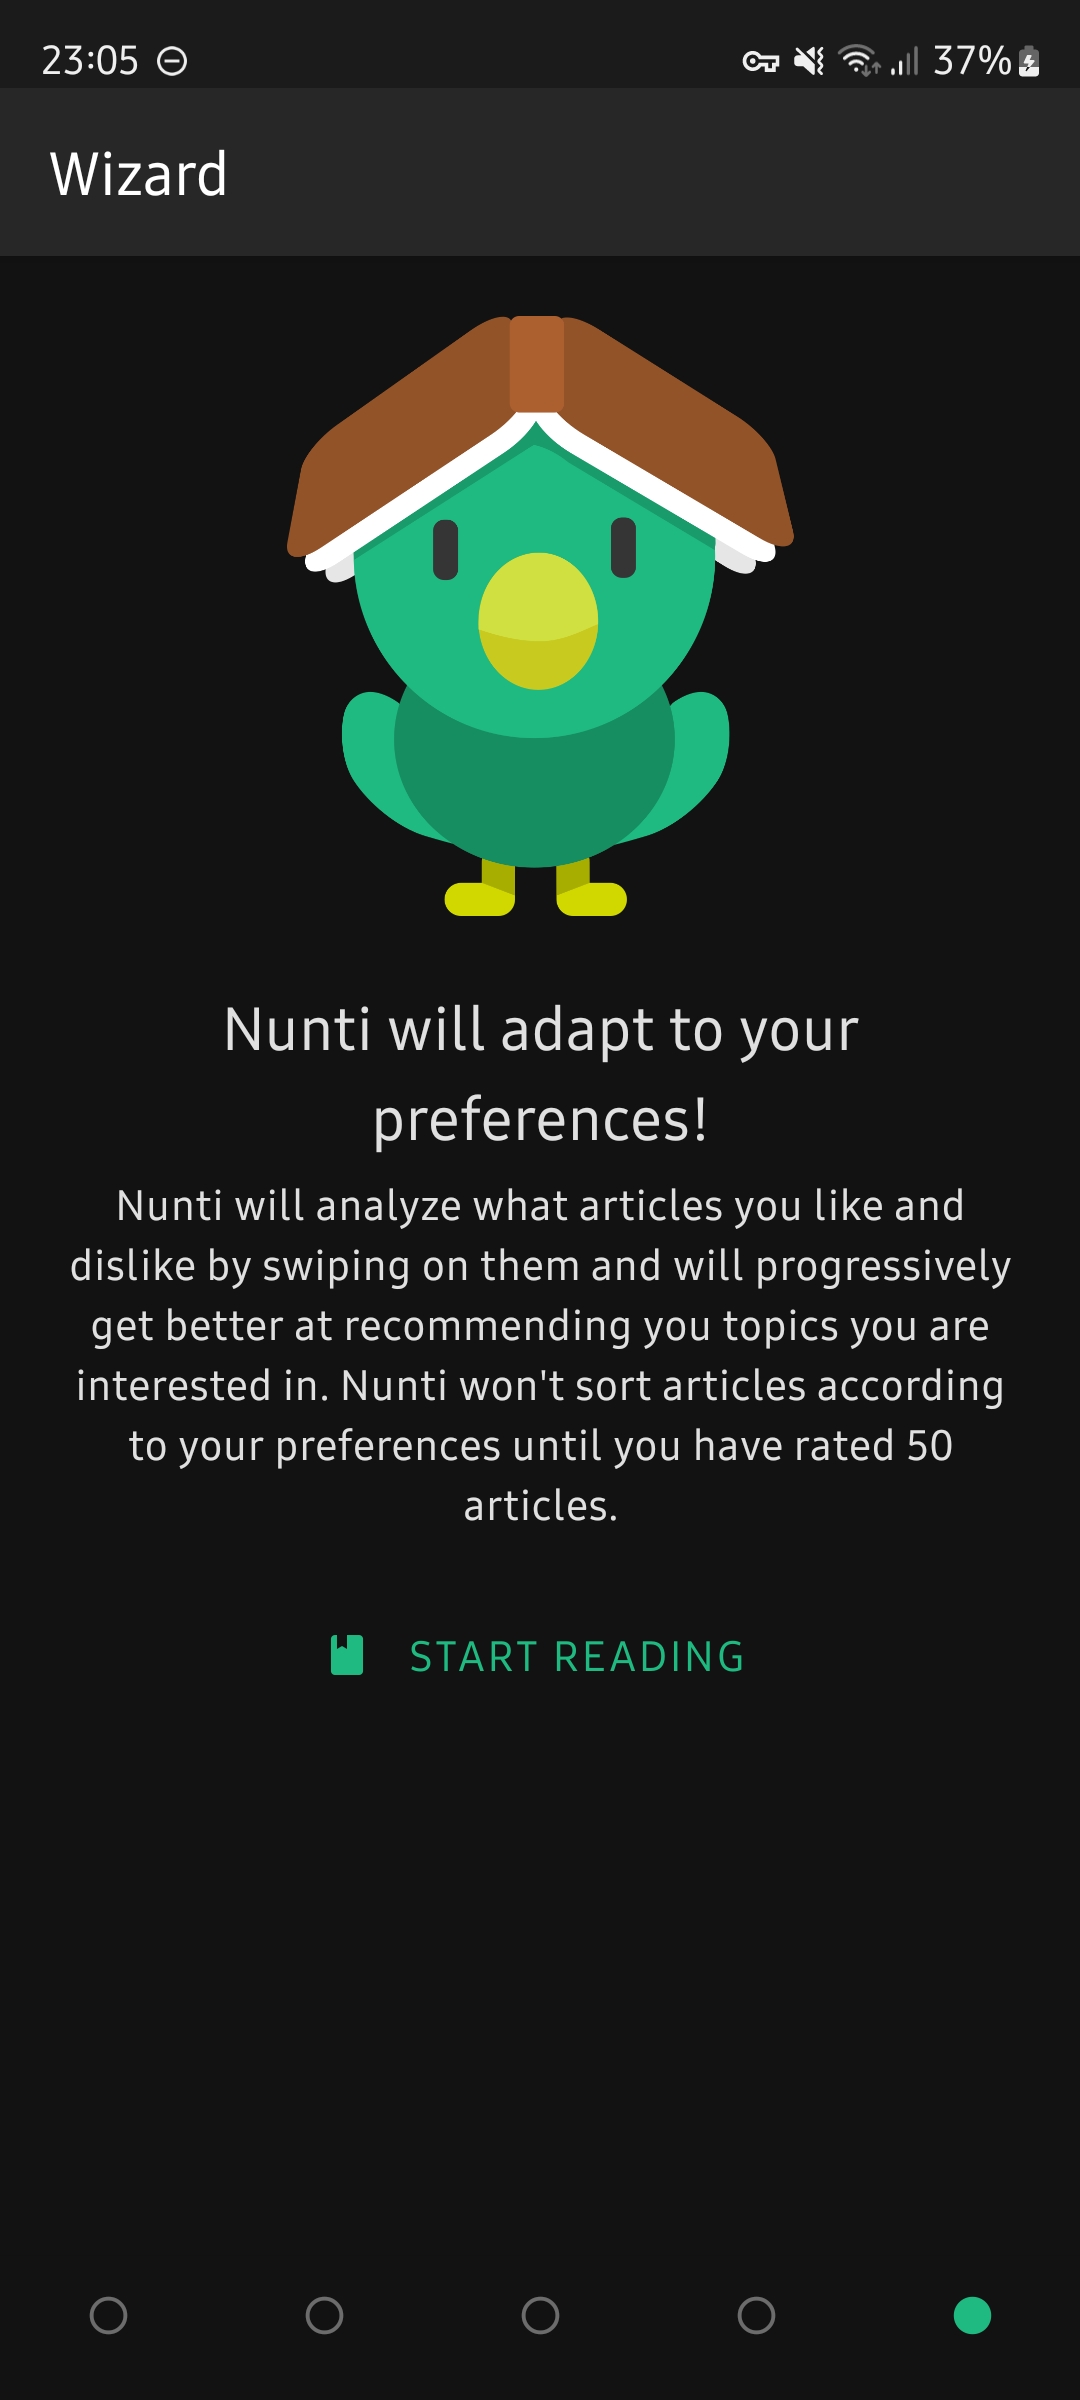 23:05
37%
Wizard
Nunti will adapt to your
preferences!
Nunti will analyze what articles you like and
dislike by swiping on them and will progressively
get better at recommending you topics you are
interested in. Nunti won't sort articles according
to your preferences until you have rated 50
articles.
START READING